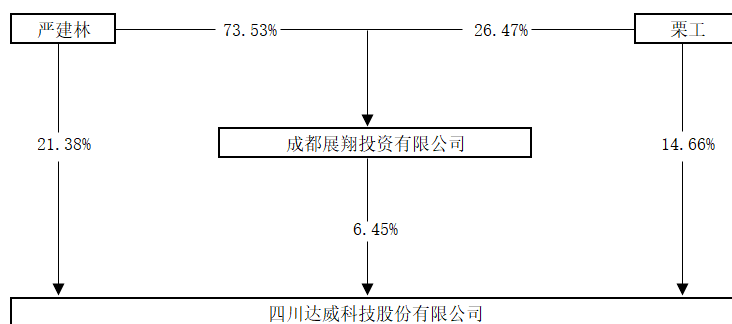 严建林
73.53%
26.47%
栗工
成都展翔投资有限公司
21.38%
14.66%
6.45%
四川达威科技股份有限公司